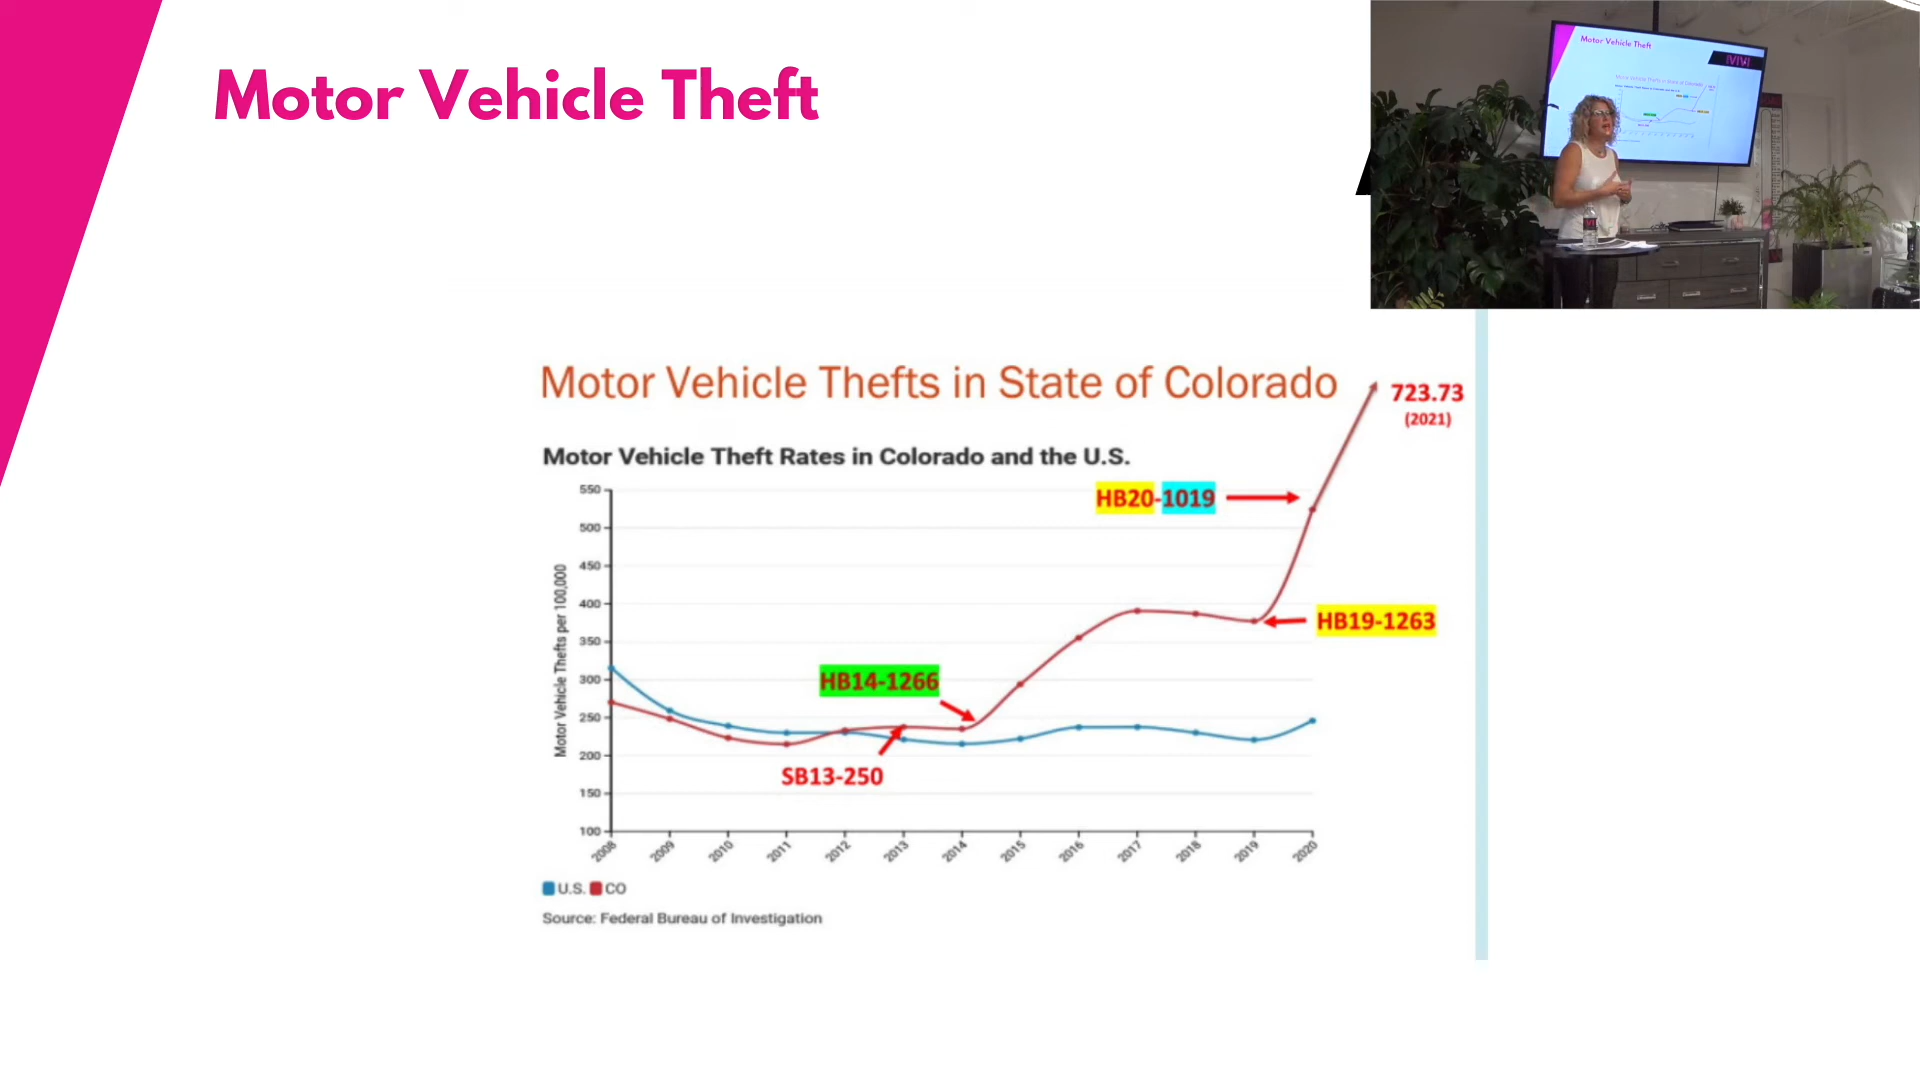 Motor Vehicle Theft
Motor Vehicle Theft
Motor Vehicle Thefts in State of Colorado
723.73
(2021)
Motor Vehicle Theft Rates in Colorado and the U.S.
HB20-1019
HB19-1263
HB14-1266
SB13-250
Motor Vehicle Thefts per 100,000
550
500
450
400
350
300
250
200
150
100
2008
2009
2010
2011
2012
2013
2014
2015
2016
2017
2018
2019
2020
U.S. CO
Source: Federal Bureau of Investigation